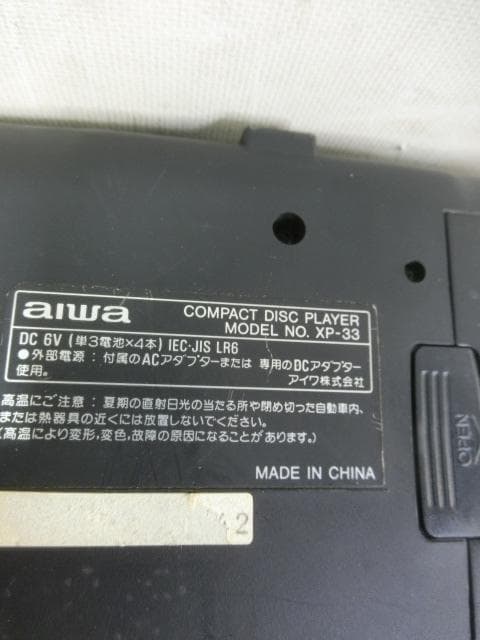 aiwa
COMPACT DISC PLAYER
MODEL NO. XP-33
DC 6V (単3電池×4本) IEC·JIS LR6
●外部電源：付属のACアダプターまたは 専用のDCアダプター
使用。 アイワ株式会社
高温にご注意：夏期の直射日光の当たる所や閉め切った自動車内、
または熱器具の近くには放置しないでください。
(高温により変形，変色，故障の原因になることがあります。)
MADE IN CHINA
OPEN
2